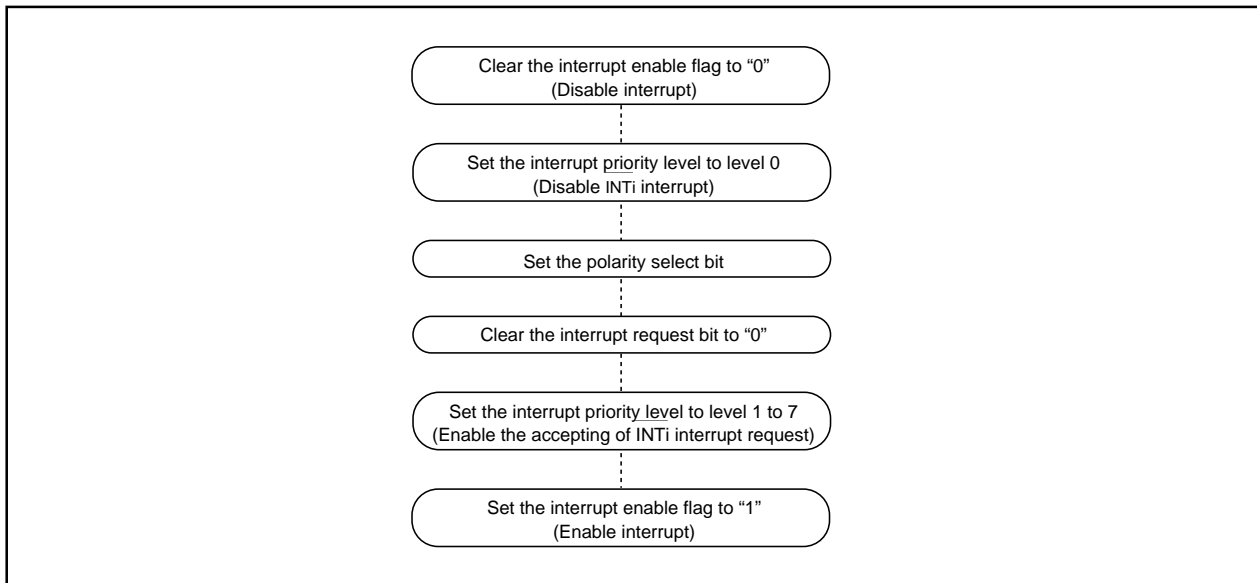 Clear the interrupt enable flag to “0”
(Disable interrupt)
Set the interrupt priority level to level 0
(Disable INTi interrupt)
Set the polarity select bit
Clear the interrupt request bit to “0”
Set the interrupt priority level to level 1 to 7
(Enable the accepting of INTi interrupt request)
Set the interrupt enable flag to “1”
(Enable interrupt)